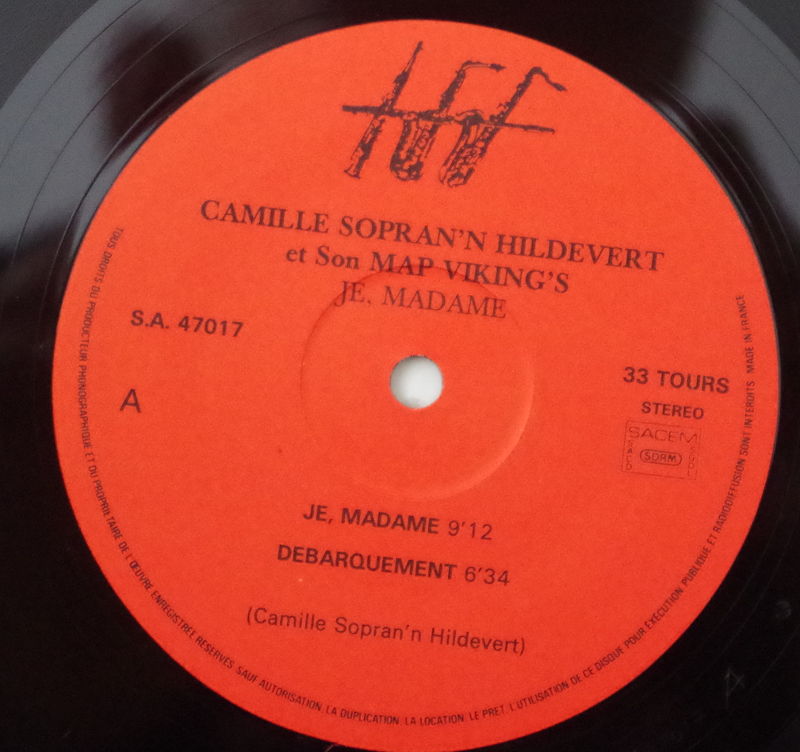 CAMILLE SOPRAN'N HILDEVERT
et Son MAP VIKING'S
JE, MADAME
S.A. 47017
33 TOURS
STEREO
A
SACEM
SACD
SDRM
SGDL
JE, MADAME 9'12
DEBARQUEMENT 6'34
(Camille Sopran'n Hildevert)
TOUS DROITS DU PRODUCTEUR PHONOGRAPHIQUE ET DU PROPRIETAIRE DE L'ŒUVRE ENREGISTREE RESERVES SAUF AUTORISATION. LA DUPLICATION. LA LOCATION. LE PRET. L'UTILISATION DE CE DISQUE POUR EXECUTION PUBLIQUE ET RADIODIFFUSION SONT INTERDITS MADE IN FRANCE